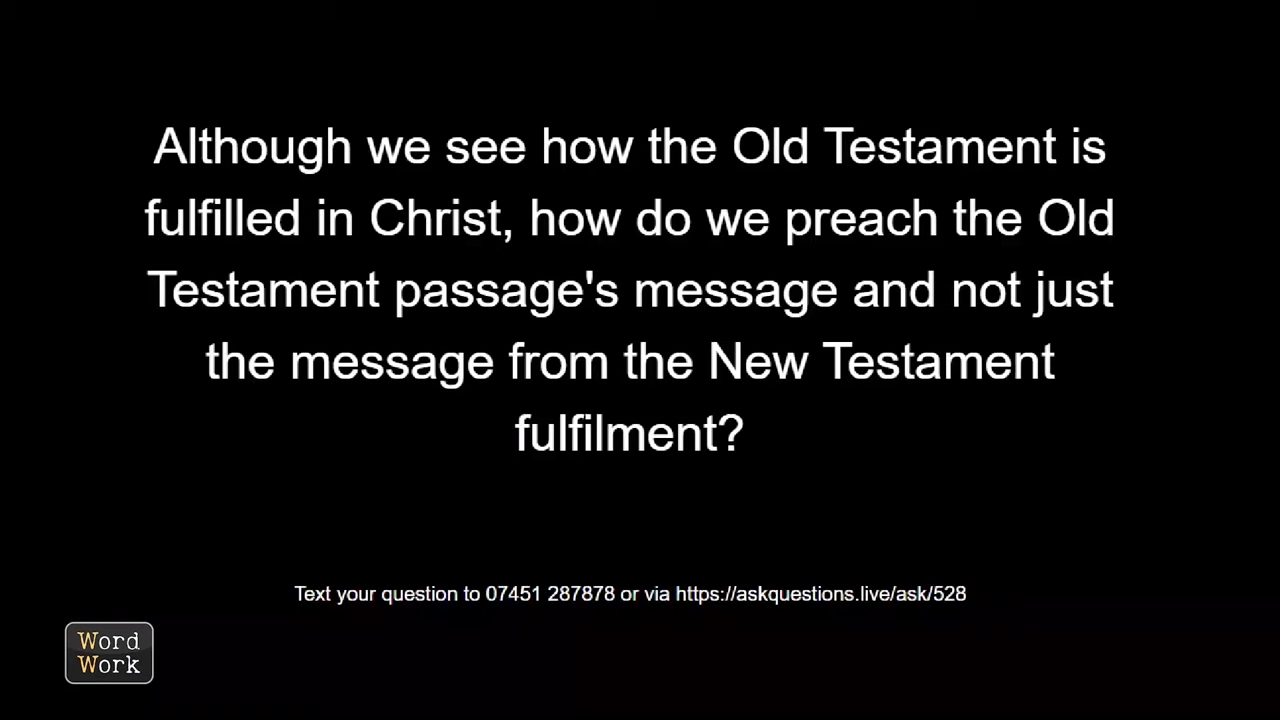 Although we see how the Old Testament is
fulfilled in Christ, how do we preach the Old
Testament passage's message and not just
the message from the New Testament
fulfilment?
Text your question to 07451 287878 or via https://askquestions.live/ask/528
Word
Work